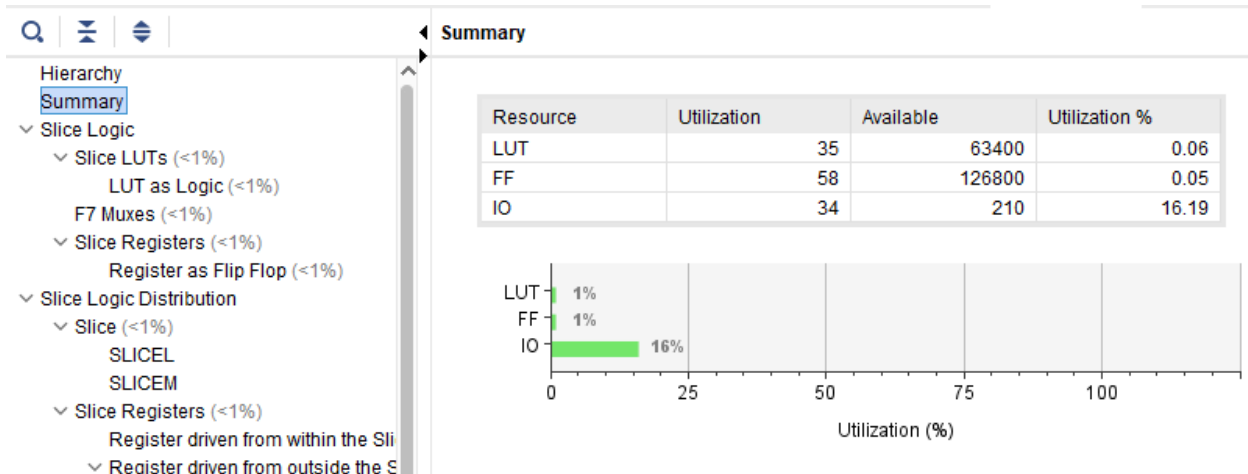 Summary
Hierarchy
Summary
Slice Logic
Slice LUTs (<1%)
LUT as Logic (<1%)
F7 Muxes (<1%)
Slice Registers (<1%)
Register as Flip Flop (<1%)
Slice Logic Distribution
Slice (<1%)
SLICEL
SLICEM
Slice Registers (<1%)
Register driven from within the Sli
Register driven from outside the S
Resource Utilization Available Utilization %
LUT 35 63400 0.06
FF 58 126800 0.05
IO 34 210 16.19
LUT 1%
FF 1%
IO 16%
0 25 50 75 100
Utilization (%)